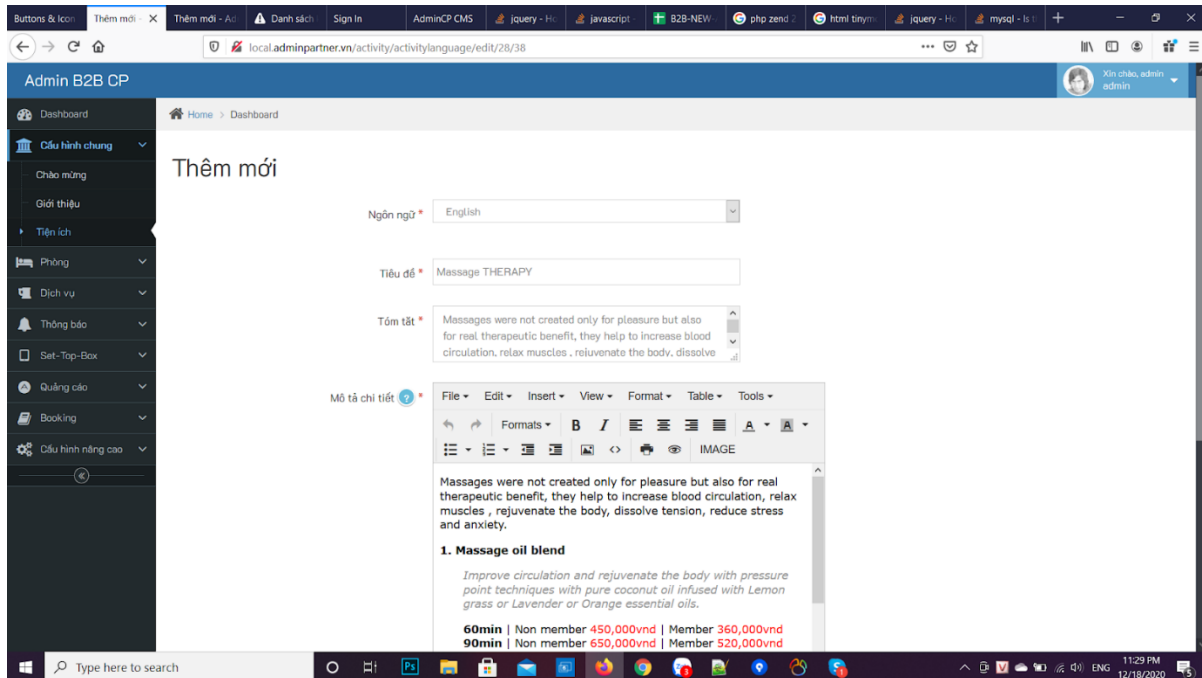 Buttons & Icon
Thêm mới -
Thêm mới - Ad
Danh sách
Sign In
AdminCP CMS
jquery - Ho
javascript -
B2B-NEW-
php zend 2
html tinym
jquery - Ho
mysql - Is t
local.adminpartner.vn/activity/activitylanguage/edit/28/38
Admin B2B CP
Xin chào, admin
admin
Dashboard
Home > Dashboard
Cấu hình chung
Chào mừng
Giới thiệu
Tiện ích
Phòng
Dịch vụ
Thông báo
Set-Top-Box
Quảng cáo
Booking
Cấu hình nâng cao
Thêm mới
Ngôn ngữ * English
Tiêu đề * Massage THERAPY
Tóm tắt * Massages were not created only for pleasure but also
for real therapeutic benefit, they help to increase blood
circulation, relax muscles , rejuvenate the body, dissolve
Mô tả chi tiết ? *
File Edit Insert View Format Table Tools
Formats B I A A
IMAGE
Massages were not created only for pleasure but also for real
therapeutic benefit, they help to increase blood circulation, relax
muscles , rejuvenate the body, dissolve tension, reduce stress
and anxiety.
1. Massage oil blend
Improve circulation and rejuvenate the body with pressure
point techniques with pure coconut oil infused with Lemon
grass or Lavender or Orange essential oils.
60min | Non member 450,000vnd | Member 360,000vnd
90min | Non member 650,000vnd | Member 520,000vnd
Type here to search
Ps
V
ENG
11:29 PM
12/18/2020